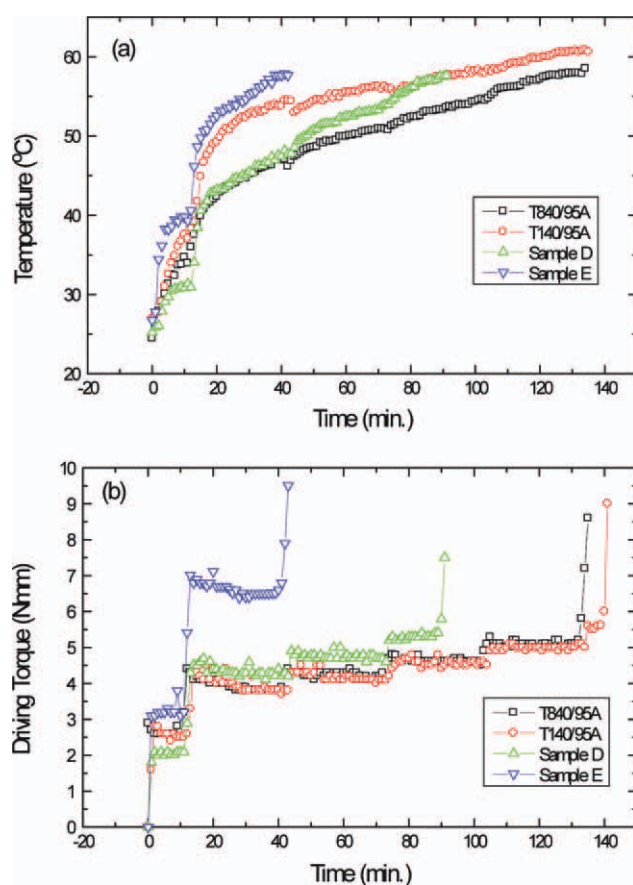 (a)
60
50
40
30
20
Temperature (°C)
T840/95A
T140/95A
Sample D
Sample E
-20 0 20 40 60 80 100 120 140
Time (min.)
(b)
10
9
8
7
6
5
4
3
2
1
0
Driving Torque (Nmm)
T840/95A
T140/95A
Sample D
Sample E
-20 0 20 40 60 80 100 120 140
Time (min.)